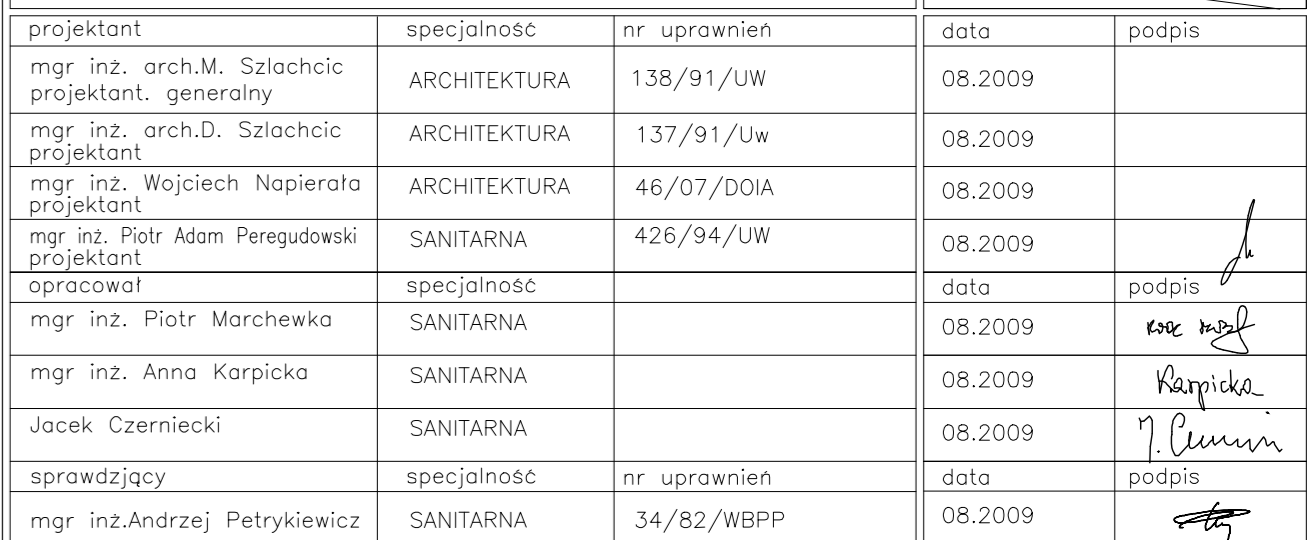 projektant specjalność nr uprawnień data podpis
mgr inż. arch.M. Szlachcic
projektant. generalny ARCHITEKTURA 138/91/UW 08.2009
mgr inż. arch.D. Szlachcic
projektant ARCHITEKTURA 137/91/Uw 08.2009
mgr inż. Wojciech Napierała
projektant ARCHITEKTURA 46/07/DOIA 08.2009
mgr inż. Piotr Adam Peregudowski
projektant SANITARNA 426/94/UW 08.2009
opracował specjalność data podpis
mgr inż. Piotr Marchewka SANITARNA 08.2009
mgr inż. Anna Karpicka SANITARNA 08.2009 Karpicka
Jacek Czerniecki SANITARNA 08.2009
sprawdzjący specjalność nr uprawnień data podpis
mgr inż.Andrzej Petrykiewicz SANITARNA 34/82/WBPP 08.2009